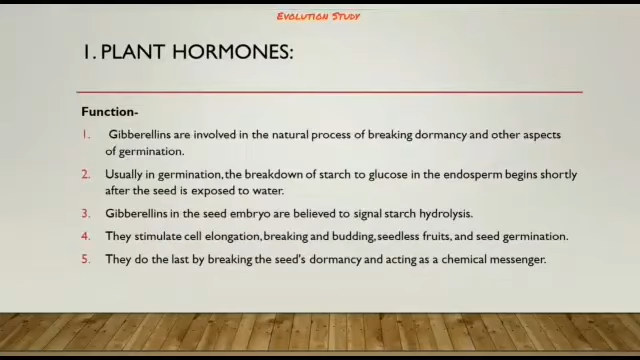 Evolution Study
1. PLANT HORMONES:
Function-
1. Gibberellins are involved in the natural process of breaking dormancy and other aspects
of germination.
2. Usually in germination, the breakdown of starch to glucose in the endosperm begins shortly
after the seed is exposed to water.
3. Gibberellins in the seed embryo are believed to signal starch hydrolysis.
4. They stimulate cell elongation, breaking and budding, seedless fruits, and seed germination.
5. They do the last by breaking the seed's dormancy and acting as a chemical messenger.